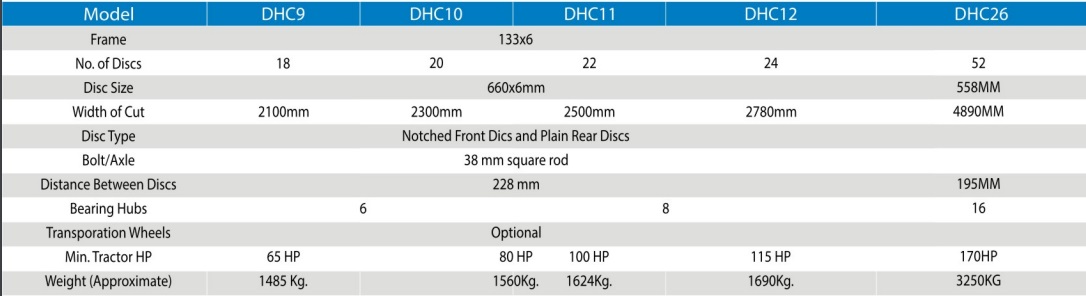 Model DHC9 DHC10 DHC11 DHC12 DHC26
Frame 133x6
No. of Discs 18 20 22 24 52
Disc Size 660x6mm 558MM
Width of Cut 2100mm 2300mm 2500mm 2780mm 4890MM
Disc Type Notched Front Dics and Plain Rear Discs
Bolt/Axle 38 mm square rod
Distance Between Discs 228 mm 195MM
Bearing Hubs 6 8 16
Transporation Wheels Optional
Min. Tractor HP 65 HP 80 HP 100 HP 115 HP 170HP
Weight (Approximate) 1485 Kg. 1560Kg. 1624Kg. 1690Kg. 3250KG